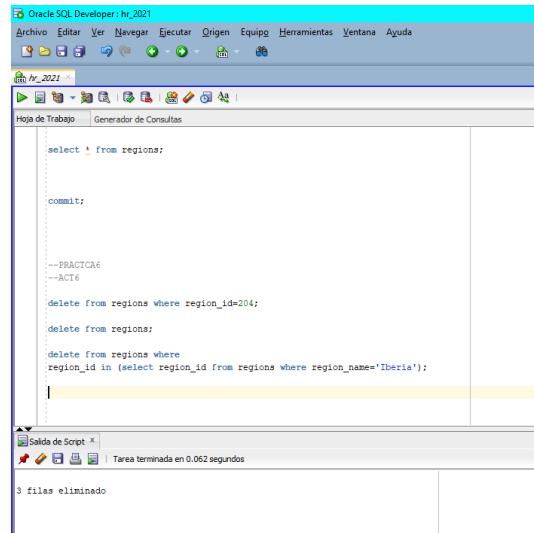 Oracle SQL Developer : hr_2021
Archivo Editar Ver Navegar Ejecutar Origen Equipo Herramientas Ventana Ayuda
hr_2021
Hoja de Trabajo Generador de Consultas
select * from regions;
commit;
--PRACTCA6
--ACT6
delete from regions where region_id=204;
delete from regions;
delete from regions where
region_id in (select region_id from regions where region_name='Iberia');
Salida de Script
Tarea terminada en 0.062 segundos
3 filas eliminado